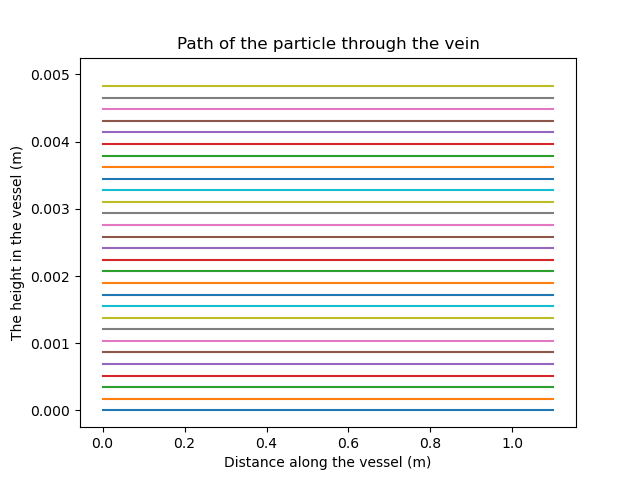 Path of the particle through the vein
The height in the vessel (m)
0.005
0.004
0.003
0.002
0.001
0.000
0.0 0.2 0.4 0.6 0.8 1.0
Distance along the vessel (m)